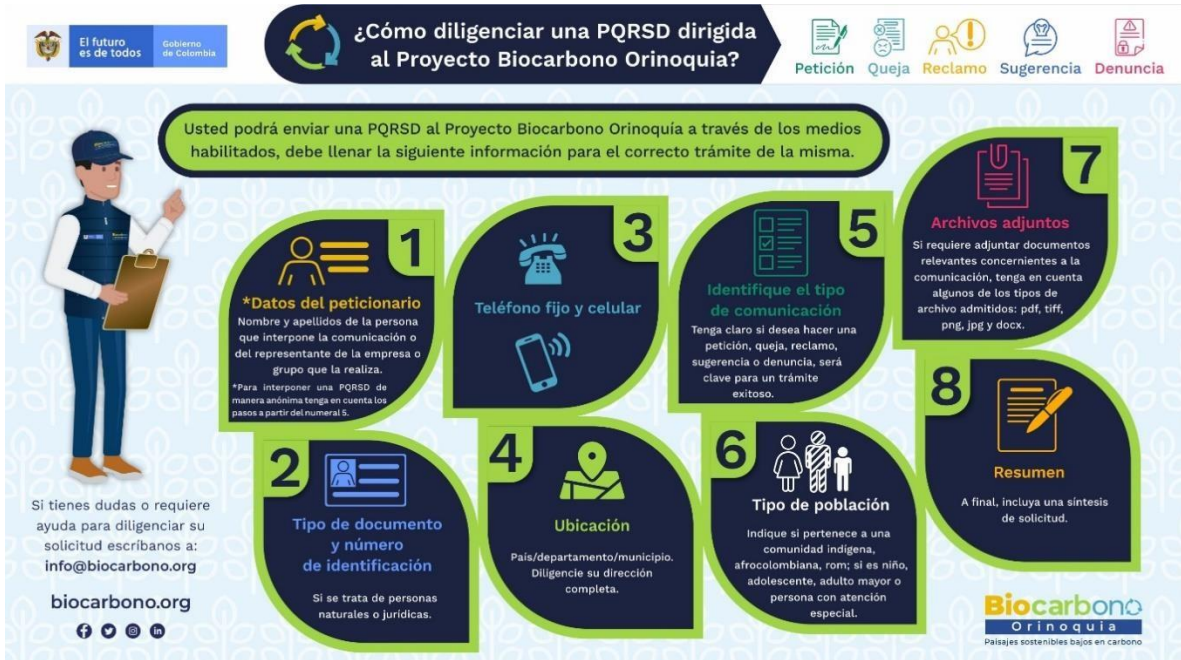 El futuro
es de todos
Gobierno
de Colombia
¿Cómo diligenciar una PQRSD dirigida
al Proyecto Biocarbono Orinoquia?
Petición
Queja
Reclamo
Sugerencia
Denuncia
Usted podrá enviar una PQRSD al Proyecto Biocarbono Orinoquía a través de los medios
habilitados, debe llenar la siguiente información para el correcto trámite de la misma.
1
*Datos del peticionario
Nombre y apellidos de la persona
que interpone la comunicación o
del representante de la empresa o
grupo que la realiza.
*Para interponer una PQRSD de
manera anónima tenga en cuenta los
pasos a partir del numeral 5.
2
Tipo de documento
y número
de identificación
Si se trata de personas
naturales o jurídicas.
3
Teléfono fijo y celular
4
Ubicación
País/departamento/municipio.
Diligencie su dirección
completa.
5
Identifique el tipo
de comunicación
Tenga claro si desea hacer una
petición, queja, reclamo,
sugerencia o denuncia, será
clave para un trámite
exitoso.
6
Tipo de población
Indique si pertenece a una
comunidad indígena,
afrocolombiana, rom; si es niño,
adolescente, adulto mayor o
persona con atención
especial.
7
Archivos adjuntos
Si requiere adjuntar documentos
relevantes concernientes a la
comunicación, tenga en cuenta
algunos de los tipos de
archivo admitidos: pdf, tiff,
png, jpg y docx.
8
Resumen
A final, incluya una síntesis
de solicitud.
Si tienes dudas o requiere
ayuda para diligenciar su
solicitud escríbanos a:
info@biocarbono.org
biocarbono.org
Biocarbono
Orinoquia
Paisajes sostenibles bajos en carbono